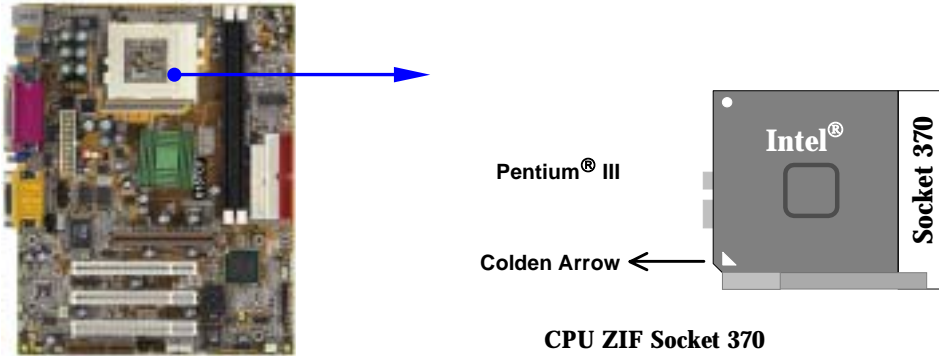 Intel®
Socket 370
Pentium® III
Colden Arrow
CPU ZIF Socket 370